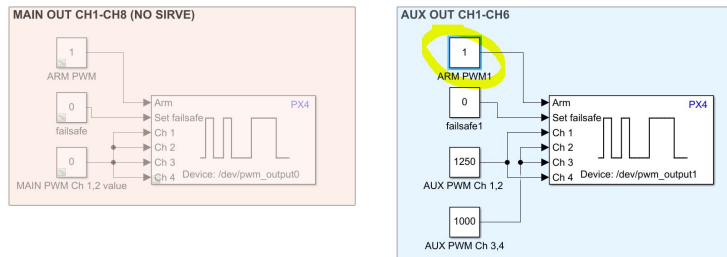 MAIN OUT CH1-CH8 (NO SIRVE)
1
ARM PWM
0
failsafe
0
MAIN PWM Ch 1,2 value
Arm
PX4
Set failsafe
Ch 1
Ch 2
Ch 3
Ch 4
Device: /dev/pwm_output0
AUX OUT CH1-CH6
1
ARM PWM1
0
failsafe1
1250
AUX PWM Ch 1,2
1000
AUX PWM Ch 3,4
Arm
PX4
Set failsafe
Ch 1
Ch 2
Ch 3
Ch 4
Device: /dev/pwm_output1